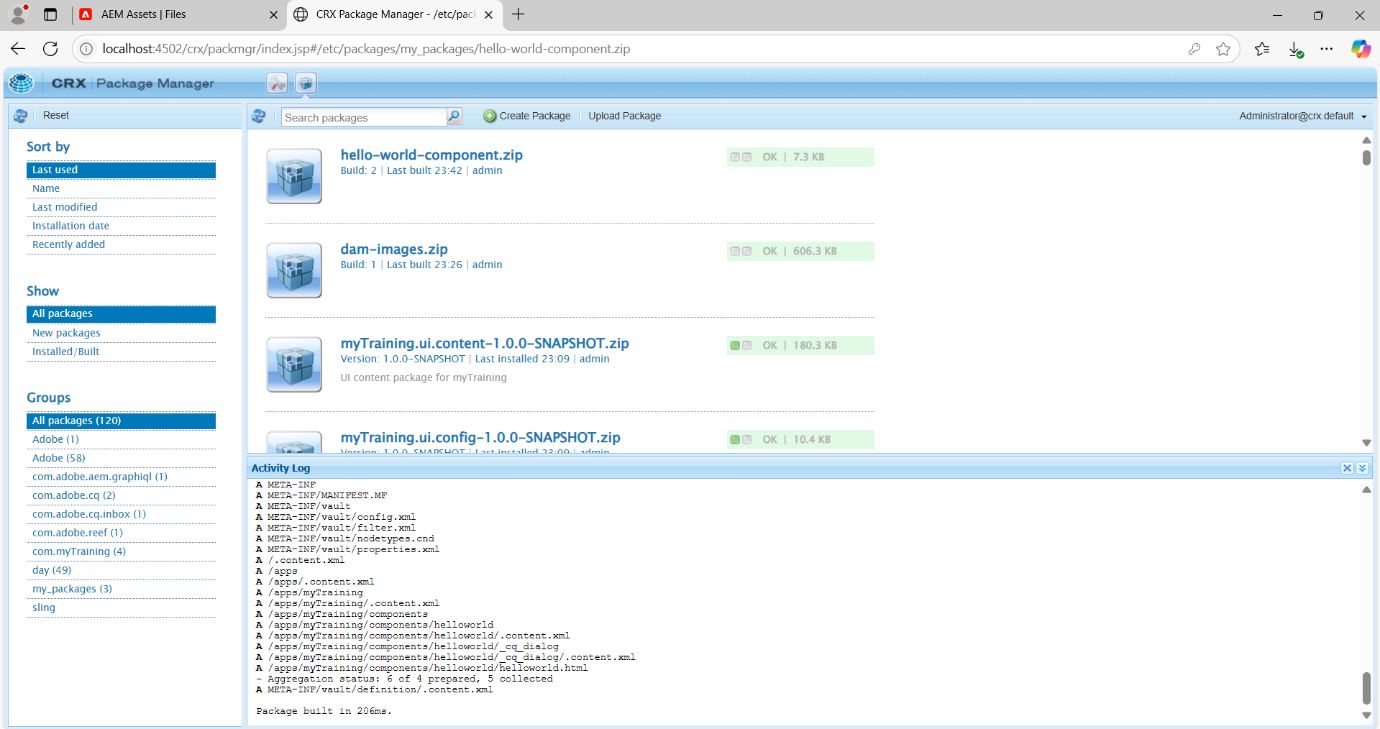 AEM Assets | Files
CRX Package Manager - /etc/pack
localhost:4502/crx/packmgr/index.jsp#/etc/packages/my_packages/hello-world-component.zip
CRX | Package Manager
Reset
Search packages
Create Package
Upload Package
Administrator@crx.default
Sort by
Last used
Name
Last modified
Installation date
Recently added
Show
All packages
New packages
Installed/Built
Groups
All packages (120)
Adobe (1)
Adobe (58)
com.adobe.aem.graphiql (1)
com.adobe.cq (2)
com.adobe.cq.inbox (1)
com.adobe.reef (1)
com.myTraining (4)
day (49)
my_packages (3)
sling
hello-world-component.zip
OK | 7.3 KB
Build: 2 | Last built 23:42 | admin
dam-images.zip
OK | 606.3 KB
Build: 1 | Last built 23:26 | admin
myTraining.ui.content-1.0.0-SNAPSHOT.zip
OK | 180.3 KB
Version: 1.0.0-SNAPSHOT | Last installed 23:09 | admin
UI content package for myTraining
myTraining.ui.config-1.0.0-SNAPSHOT.zip
OK | 10.4 KB
Version: 1.0.0-SNAPSHOT | Last installed 23:09 | admin
Activity Log
A META-INF
A META-INF/MANIFEST.MF
A META-INF/vault
A META-INF/vault/config.xml
A META-INF/vault/filter.xml
A META-INF/vault/nodetypes.cnd
A META-INF/vault/properties.xml
A /.content.xml
A /apps
A /apps/.content.xml
A /apps/myTraining
A /apps/myTraining/.content.xml
A /apps/myTraining/components
A /apps/myTraining/components/helloworld
A /apps/myTraining/components/helloworld/.content.xml
A /apps/myTraining/components/helloworld/_cq_dialog
A /apps/myTraining/components/helloworld/_cq_dialog/.content.xml
A /apps/myTraining/components/helloworld/helloworld.html
- Aggregation status: 6 of 4 prepared, 5 collected
A META-INF/vault/definition/.content.xml
Package built in 206ms.